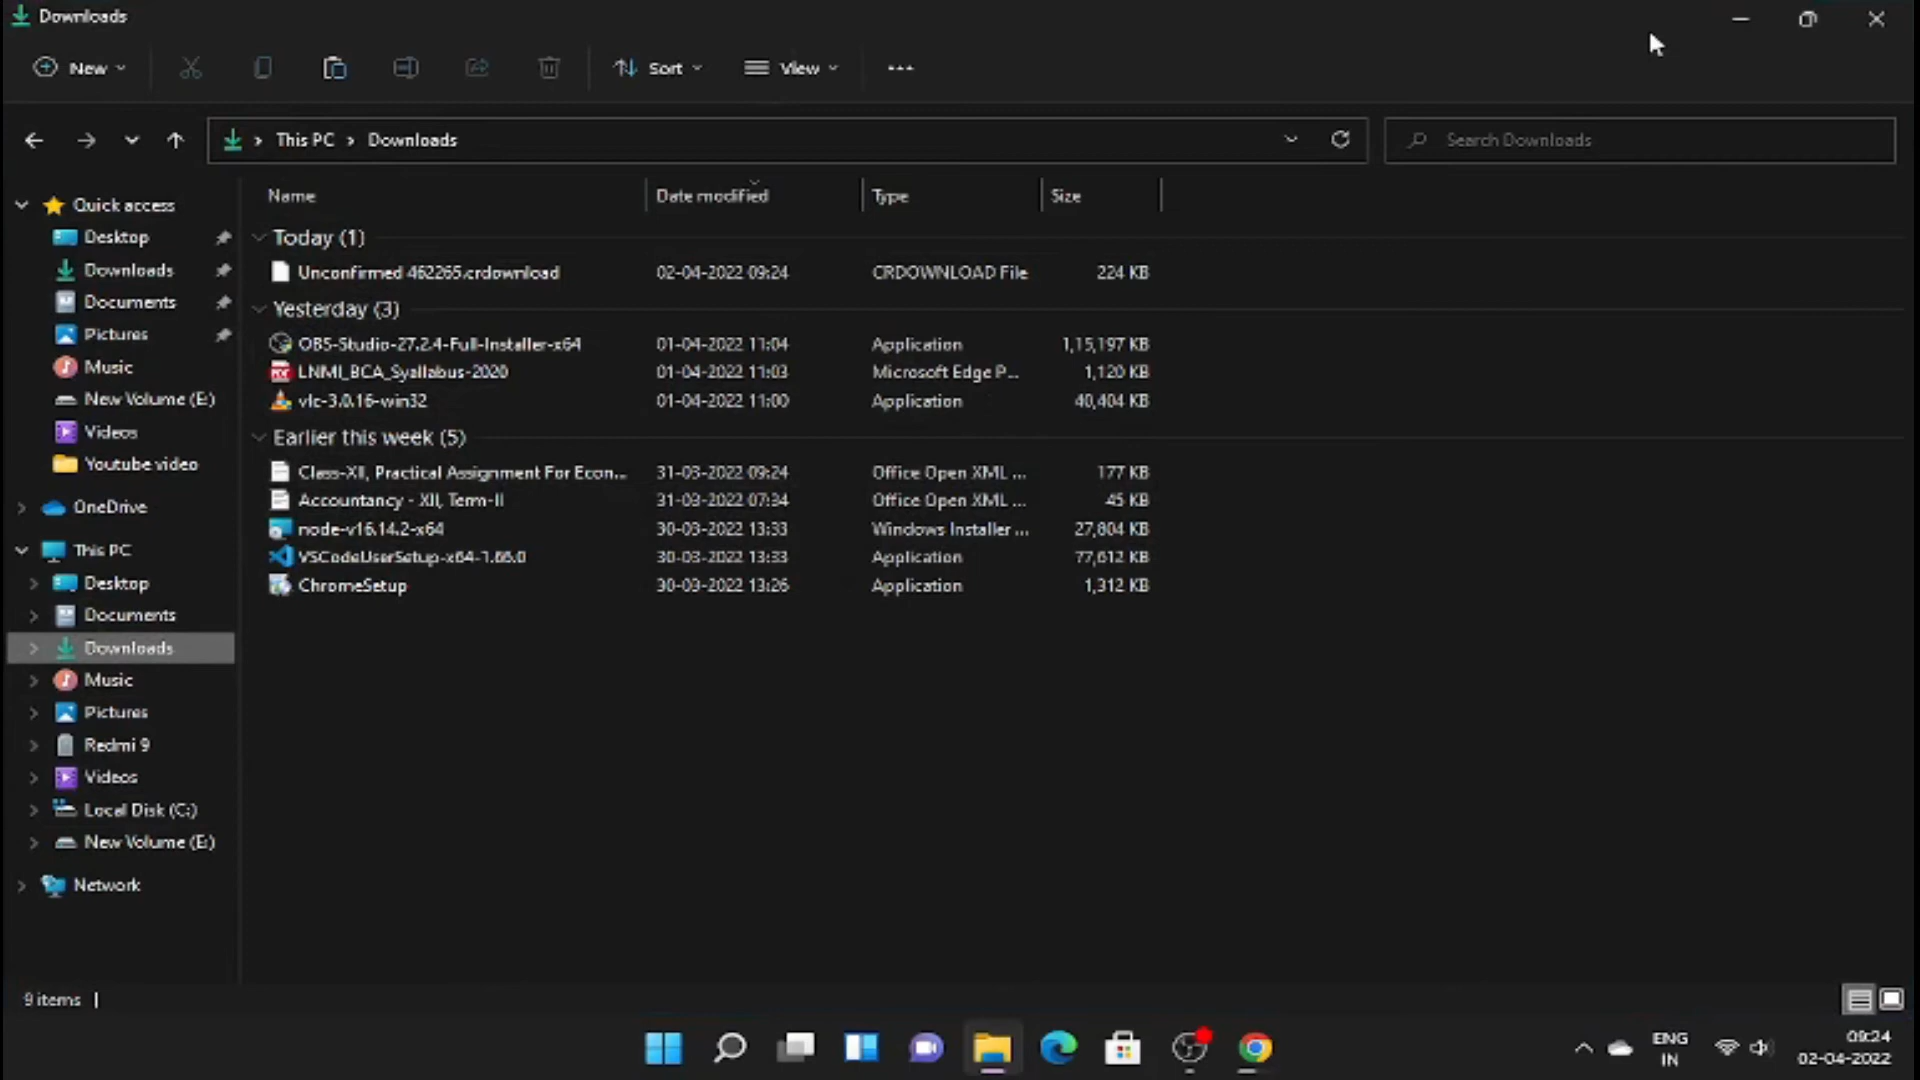 Downloads
New
Sort
View
This PC
Downloads
Search Downloads
Name
Date modified
Type
Size
Quick access
Desktop
Downloads
Documents
Pictures
Music
New Volume (E:)
Videos
Youtube video
OneDrive
This PC
Desktop
Documents
Downloads
Music
Pictures
Redmi 9
Videos
Local Disk (C:)
New Volume (E:)
Network
Today (1)
Unconfirmed 462265.crdownload 02-04-2022 09:24 CRDOWNLOAD File 224 KB
Yesterday (3)
OBS-Studio-27.2.4-Full-Installer-x64 01-04-2022 11:04 Application 1,15,197 KB
LNMI_BCA_Syallabus-2020 01-04-2022 11:03 Microsoft Edge P... 1,120 KB
vlc-3.0.16-win32 01-04-2022 11:00 Application 40,404 KB
Earlier this week (5)
Class-XII, Practical Assignment For Econ... 31-03-2022 09:24 Office Open XML ... 177 KB
Accountancy - XII, Term-II 31-03-2022 07:34 Office Open XML ... 45 KB
node-v16.14.2-x64 30-03-2022 13:33 Windows Installer ... 27,804 KB
VSCodeUserSetup-x64-1.66.0 30-03-2022 13:33 Application 77,612 KB
ChromeSetup 30-03-2022 13:26 Application 1,312 KB
9 items
ENG
IN
09:24
02-04-2022